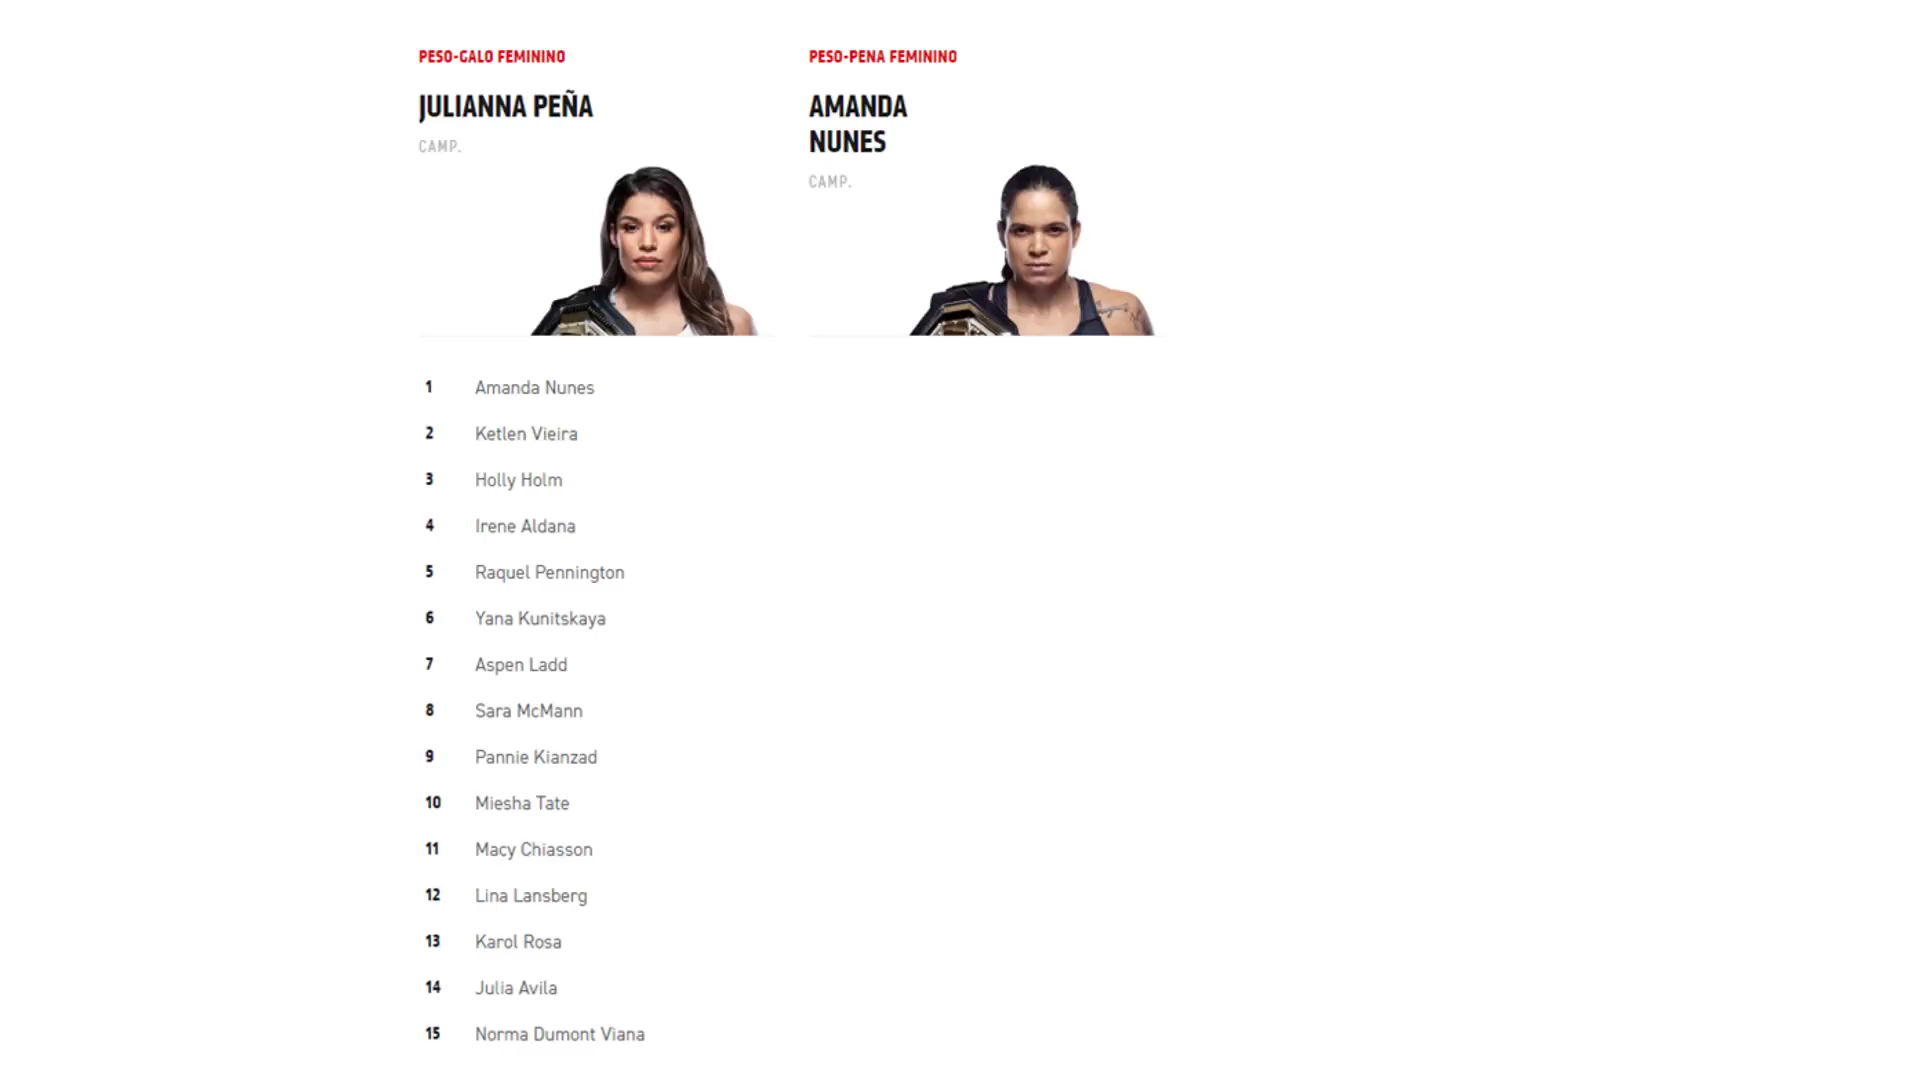 PESO-GALO FEMININO
JULIANNA PEÑA
CAMP.
PESO-PENA FEMININO
AMANDA
NUNES
CAMP.
1 Amanda Nunes
2 Ketlen Vieira
3 Holly Holm
4 Irene Aldana
5 Raquel Pennington
6 Yana Kunitskaya
7 Aspen Ladd
8 Sara McMann
9 Pannie Kianzad
10 Miesha Tate
11 Macy Chiasson
12 Lina Lansberg
13 Karol Rosa
14 Julia Avila
15 Norma Dumont Viana